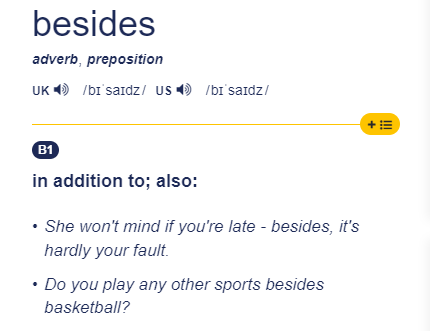 besides
adverb, preposition
UK /bɪˈsaɪdz/ US /bɪˈsaɪdz/
B1
in addition to; also:
• She won't mind if you're late - besides, it's
hardly your fault.
• Do you play any other sports besides
basketball?